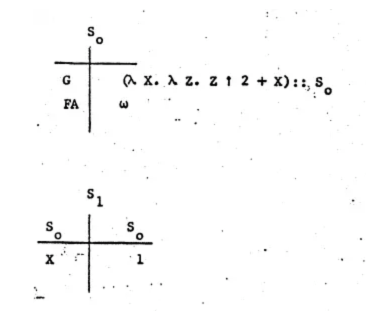 S₀
G (λ X. λ Z. Z ↑ 2 + X)::S₀
FA ω
S₁
S₀ S₀
X 1